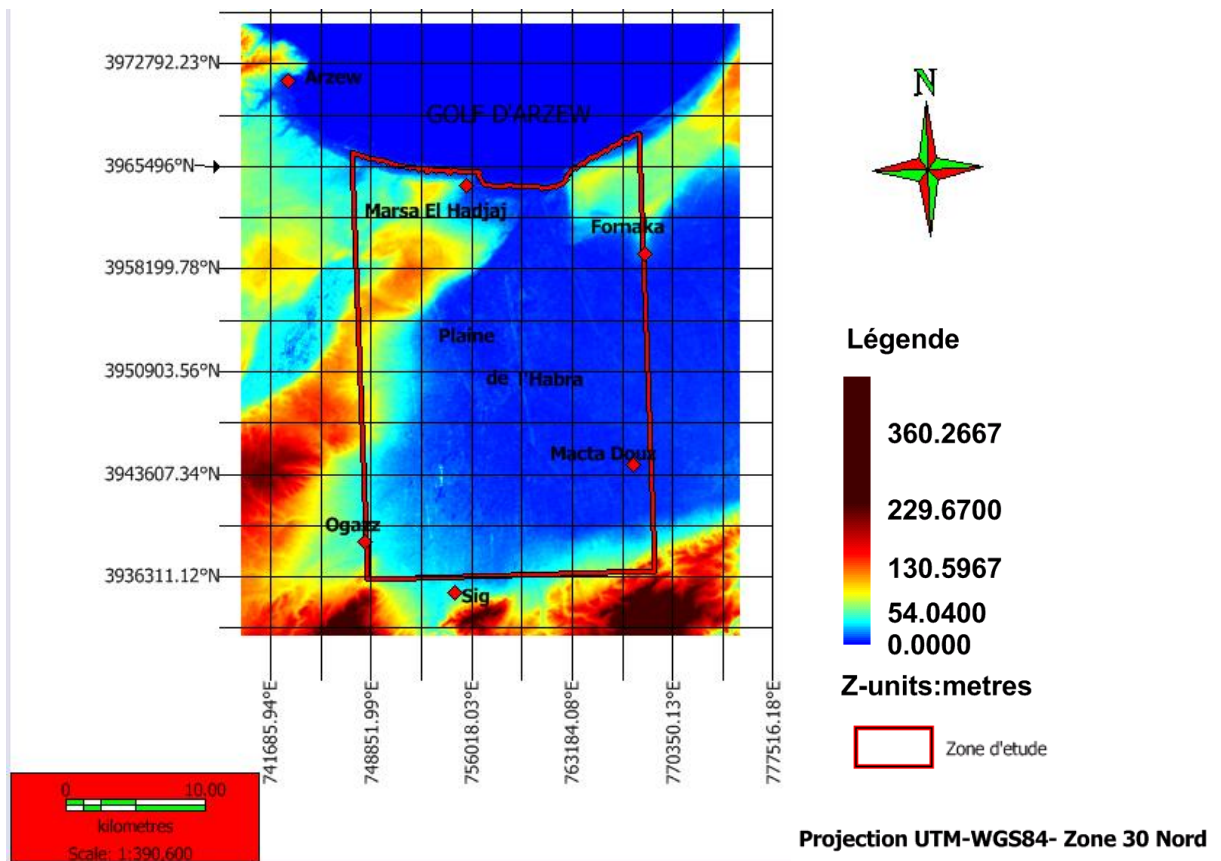 3972792.23°N
3965496°N
3958199.78°N
3950903.56°N
3943607.34°N
3936311.12°N
Arzew
GOLF D'ARZEW
Marsa El Hadjaj
Fornaka
Plaine
de l'Habra
Macta Doux
Ogazz
Sig
741685.94°E
748851.99°E
756018.03°E
763184.08°E
770350.13°E
777516.18°E
N
Légende
360.2667
229.6700
130.5967
54.0400
0.0000
Z-units:metres
Zone d'etude
0 10,00
kilometres
Scale: 1:390,600
Projection UTM-WGS84- Zone 30 Nord